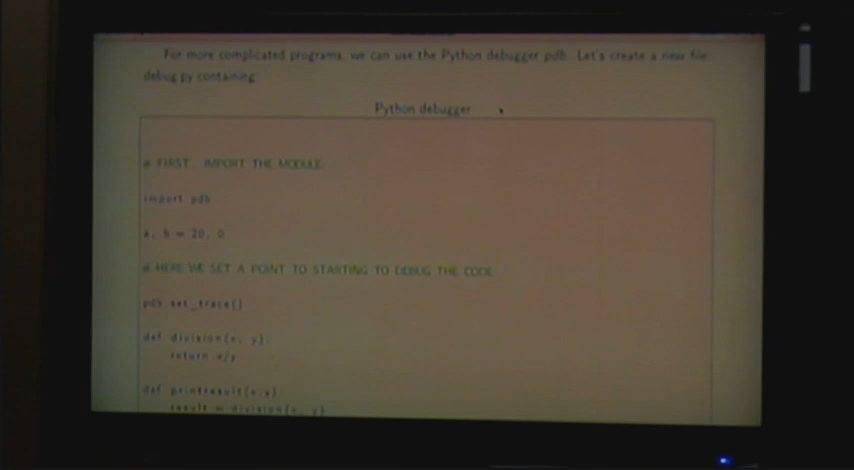 For more complicated programs, we can use the Python debugger pdb. Let's create a new file
debug.py containing
Python debugger
# FIRST, IMPORT THE MODULE
import pdb
a, b = 20, 0
# HERE WE SET A POINT TO STARTING TO DEBUG THE CODE
pdb.set_trace()
def division(x, y):
return x/y
def printresult(x,y)
result = division(x, y)